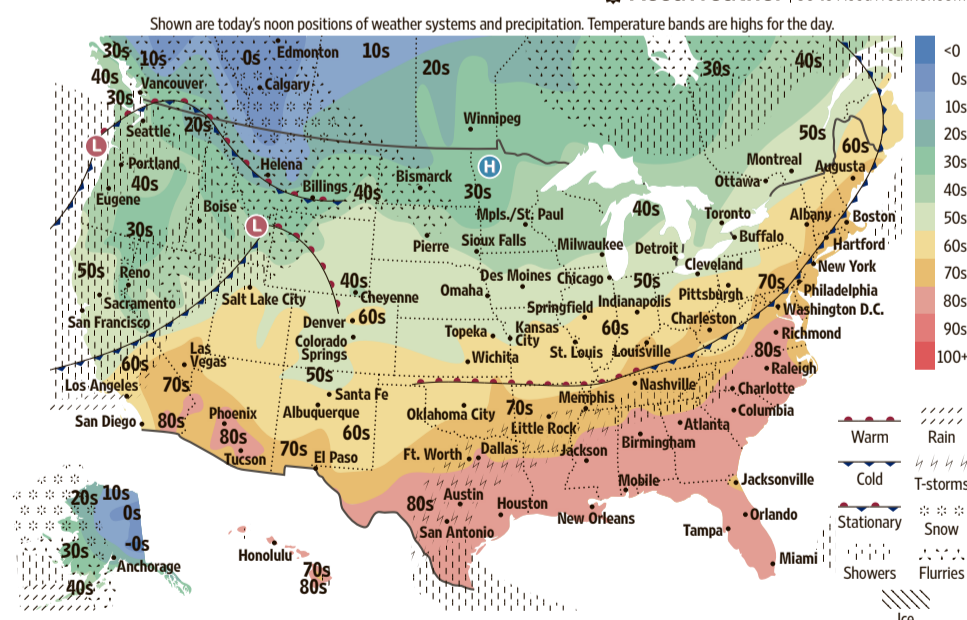 Shown are today's noon positions of weather systems and precipitation. Temperature bands are highs for the day.
30s
10s
0s
Edmonton
10s
20s
30s
40s
40s
Vancouver
Calgary
30s
Seattle
20s
Winnipeg
50s
60s
L
Portland
Helena
H
Montreal
Augusta
40s
Billings
40s
Bismarck
30s
Ottawa
Eugene
Boise
Mpls./St. Paul
40s
Toronto
Albany
Boston
30s
L
Pierre
Sioux Falls
Milwaukee
Detroit
Buffalo
Hartford
50s
Reno
40s
Des Moines
Chicago
50s
Cleveland
70s
New York
Sacramento
Salt Lake City
Cheyenne
Omaha
Springfield
Indianapolis
Pittsburgh
Philadelphia
San Francisco
Denver
60s
Topeka
Kansas City
60s
Charleston
Washington D.C.
Colorado Springs
Wichita
St. Louis
Louisville
Richmond
60s
Las Vegas
80s
Los Angeles
70s
50s
Raleigh
Santa Fe
Nashville
Charlotte
San Diego
80s
Phoenix
Albuquerque
Oklahoma City
70s
Memphis
Columbia
80s
60s
Little Rock
Atlanta
Tucson
70s
El Paso
Ft. Worth
Dallas
Jackson
Birmingham
80s
Austin
Houston
Mobile
Jacksonville
San Antonio
New Orleans
Orlando
Tampa
Miami
20s
10s
0s
-0s
30s
Anchorage
40s
Honolulu
70s
80s
<0
0s
10s
20s
30s
40s
50s
60s
70s
80s
90s
100+
Warm
Rain
Cold
T-storms
Stationary
Snow
Showers
Flurries